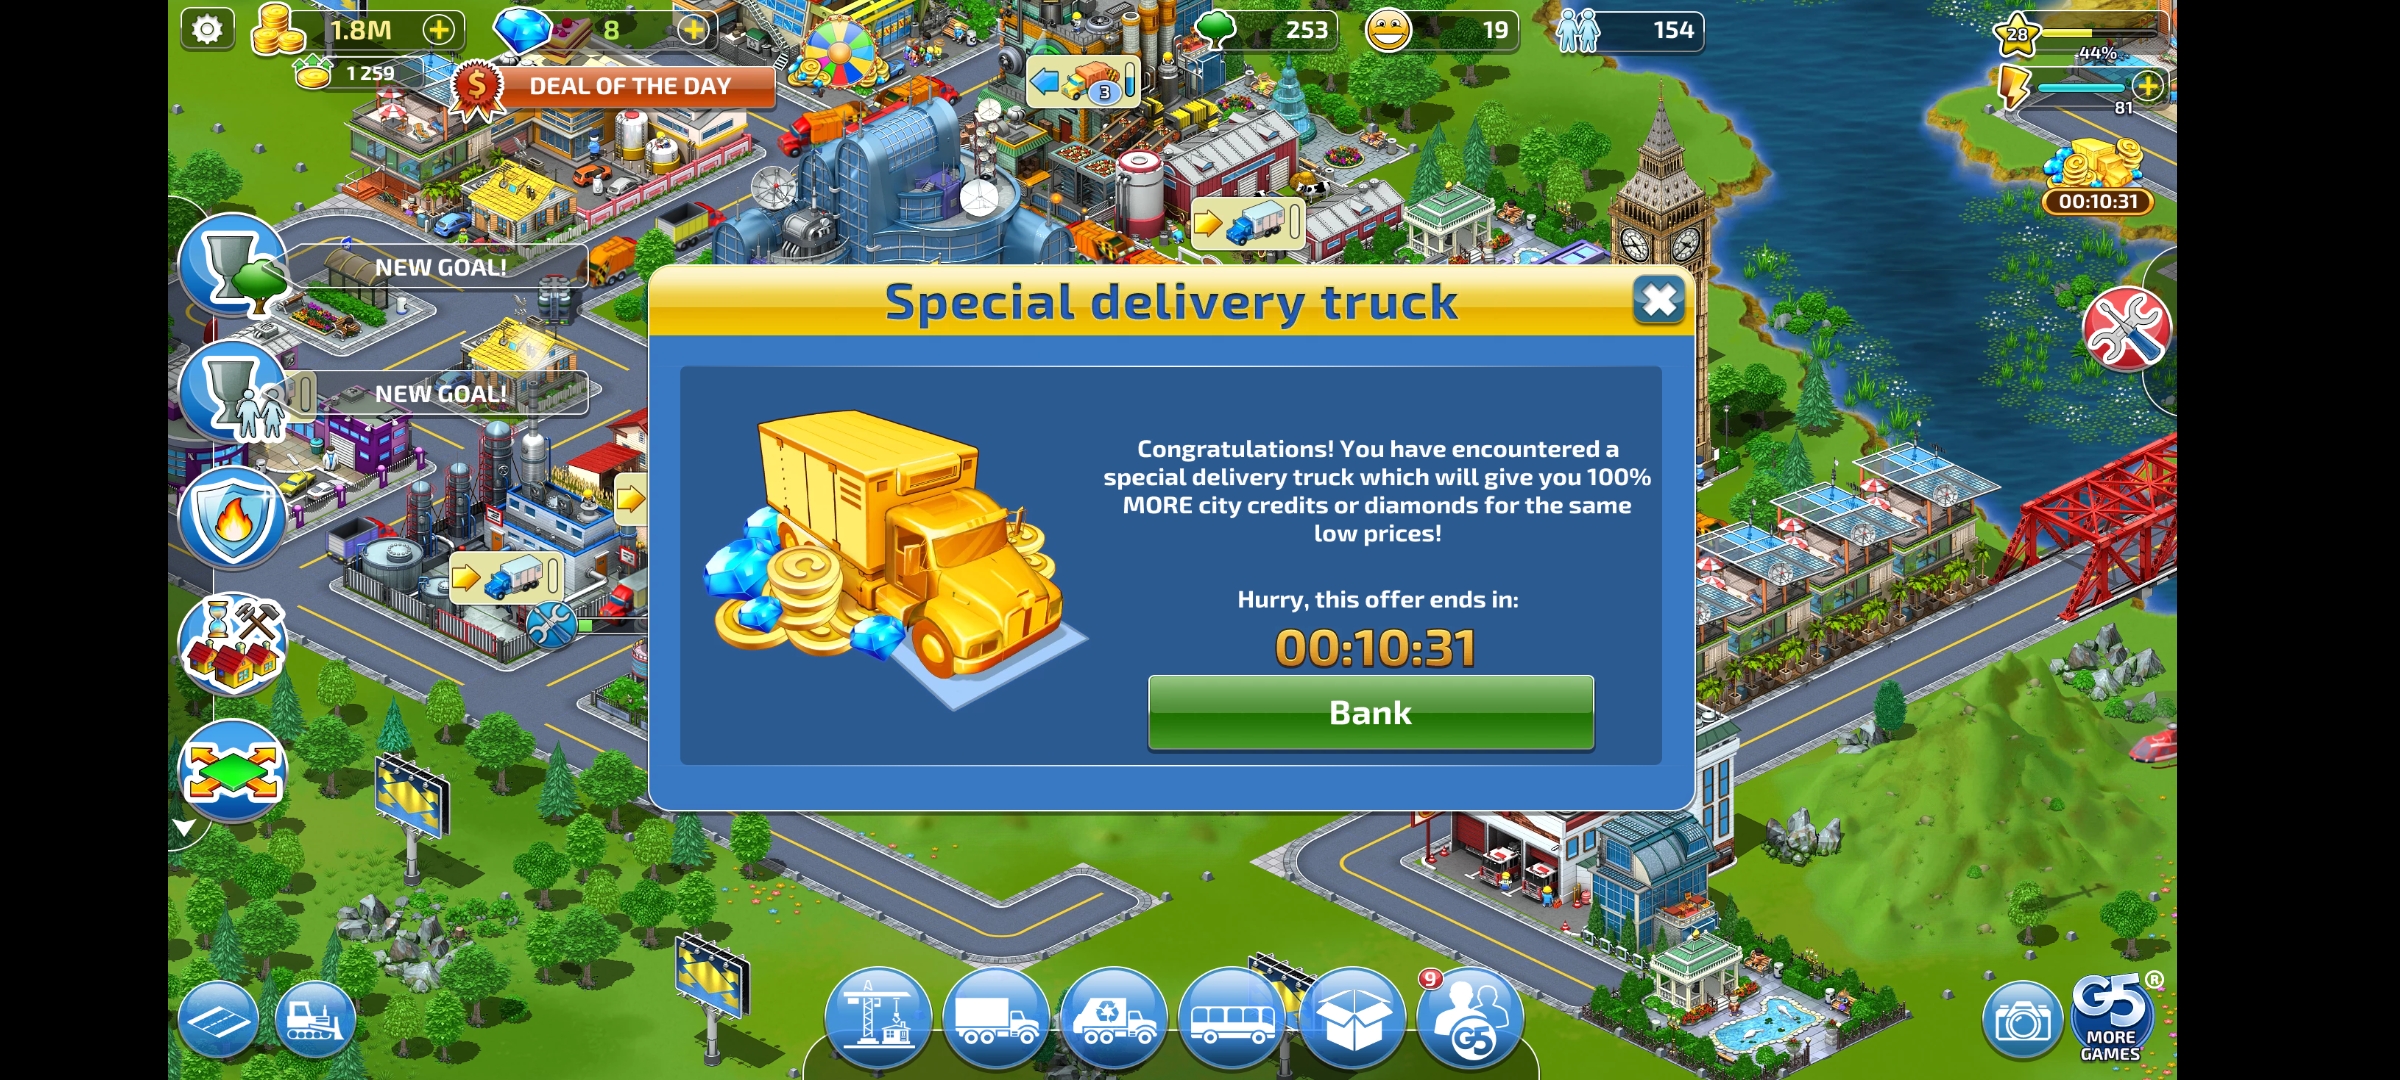 1.8M
8
253
19
154
28
44%
1 259
DEAL OF THE DAY
3
81
00:10:31
NEW GOAL!
NEW GOAL!
Special delivery truck
Congratulations! You have encountered a
special delivery truck which will give you 100%
MORE city credits or diamonds for the same
low prices!
Hurry, this offer ends in:
00:10:31
Bank
9
G5
G5®
MORE
GAMES